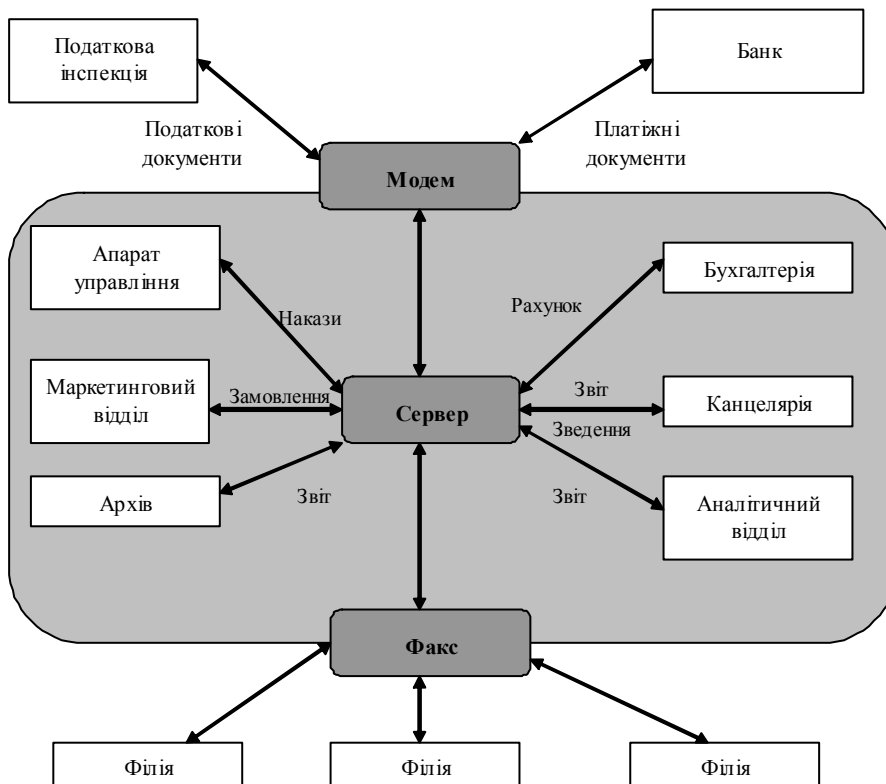 Податкова
інспекція
Банк
Податкові
документи
Платіжні
документи
Модем
Апарат
управління
Бухгалтерія
Накази
Рахунок
Маркетинговий
відділ
Замовлення
Сервер
Звіт
Зведення
Канцелярія
Архів
Звіт
Звіт
Аналітичний
відділ
Факс
Філія
Філія
Філія